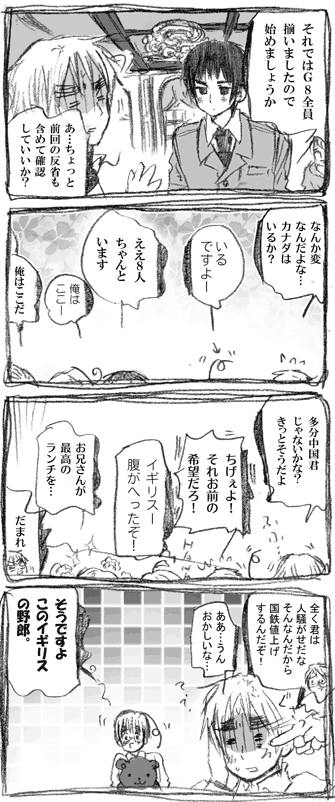 それではG8全員
揃いましたので
始めましょうか
あ…ちょっと
前回の反省も
含めて確認
していいか?
なんか変
なんだよな…
カナダは
いるか?
いる
ですよー
ええ8人
ちゃんと
います
俺は
ここー
俺はここだ
多分中国君
じゃないかな?
きっとそうだよ
ちげぇよ!
それお前の
希望だろ!
イギリスー
腹がへったぞ!
お兄さんが
最高の
ランチを…
だまれ
全く君は
人騒がせだな
そんなんだから
国鉄値上げ
するんだぞ!
ああ…うん
おかしいな…
そうですよ
このイギリス
の野郎。